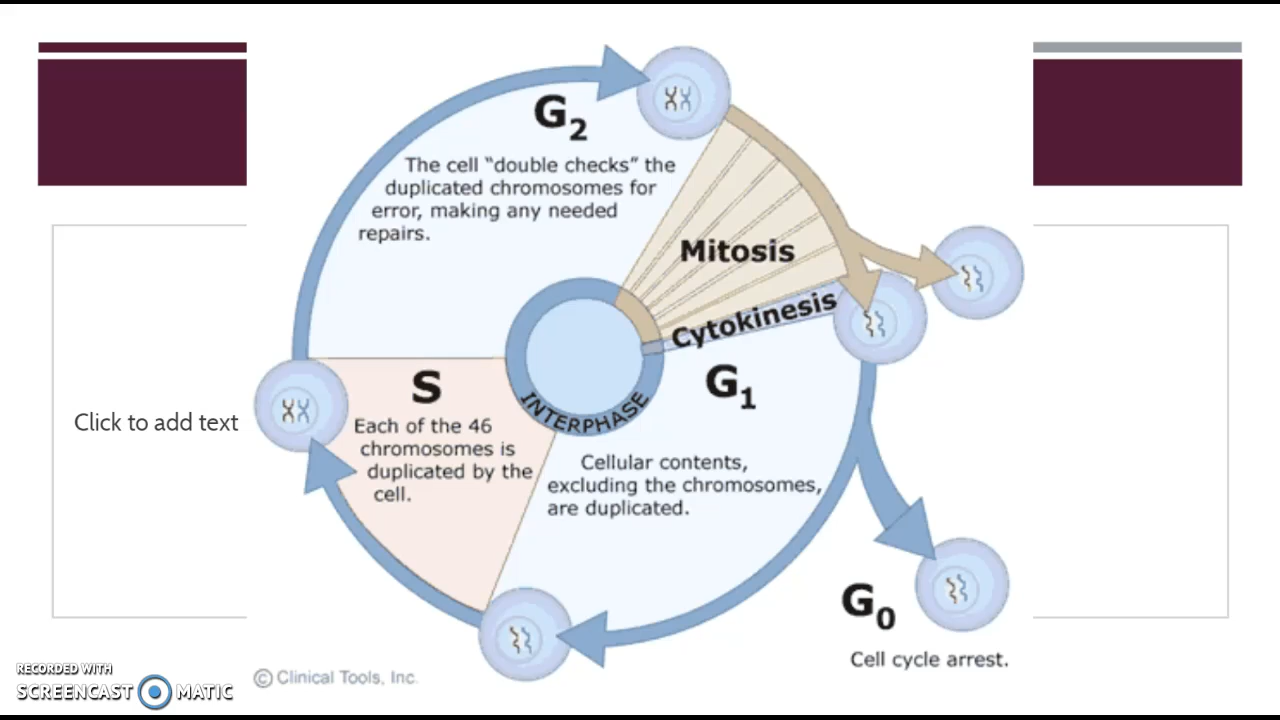 G2
The cell “double checks” the
duplicated chromosomes for
error, making any needed
repairs.
Mitosis
Cytokinesis
S
Each of the 46
chromosomes is
duplicated by the
cell.
INTERPHASE
G1
Cellular contents,
excluding the chromosomes,
are duplicated.
Click to add text
G0
Cell cycle arrest.
© Clinical Tools, Inc.
RECORDED WITH
SCREENCAST MATIC